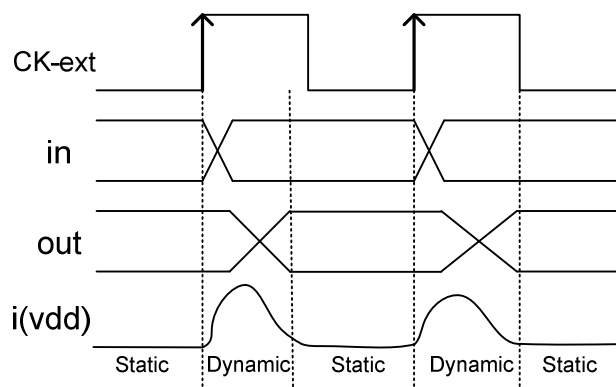 CK-ext
in
out
i(vdd)
Static Dynamic Static Dynamic Static